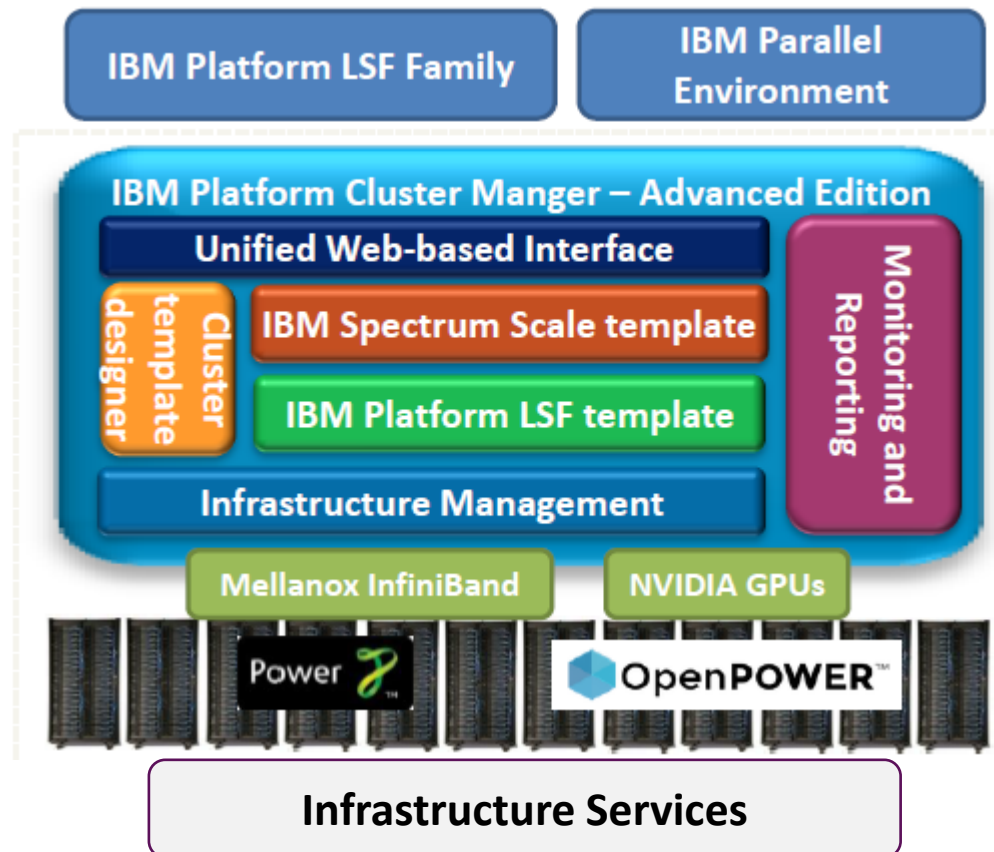 IBM Platform LSF Family
IBM Parallel
Environment
IBM Platform Cluster Manger – Advanced Edition
Unified Web-based Interface
Cluster
template
designer
IBM Spectrum Scale template
IBM Platform LSF template
Infrastructure Management
Monitoring and
Reporting
Mellanox InfiniBand
NVIDIA GPUs
Power 8™
OpenPOWER™
Infrastructure Services